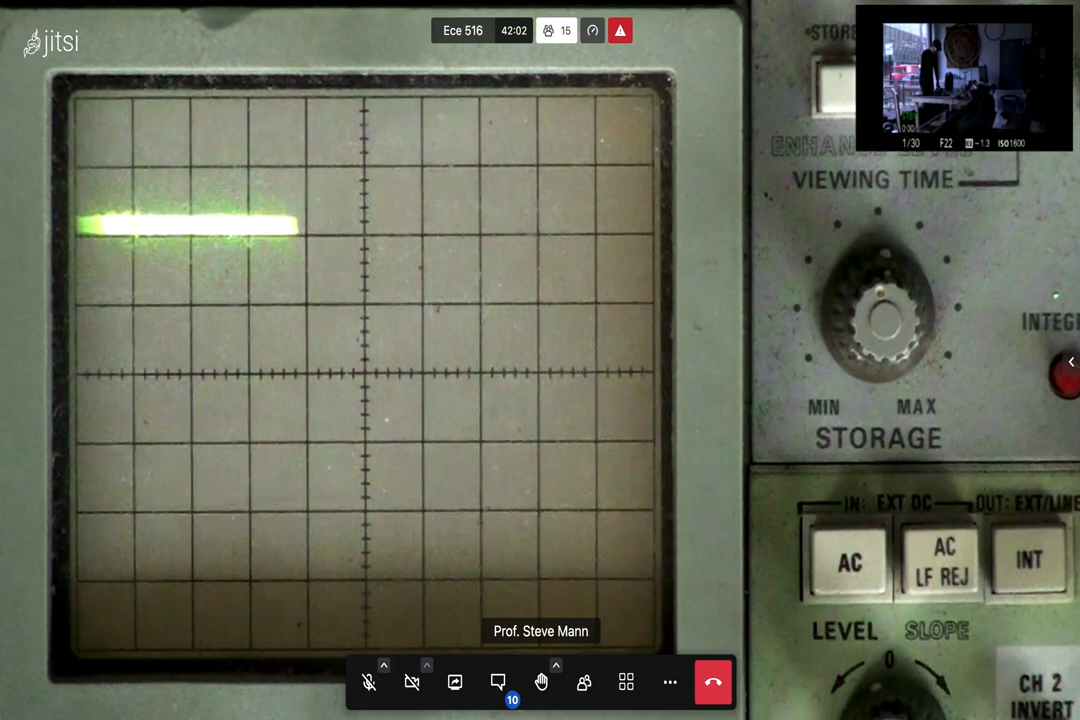 jitsi
Ece 516 42:02 15
STORE
1/30 F22 -1.3 ISO1600
VIEWING TIME
INTEG
MIN MAX
STORAGE
IN: EXT DC OUT: EXT/LINE
AC
AC
LF REJ
INT
LEVEL SLOPE
0
CH 2
INVERT
Prof. Steve Mann
10